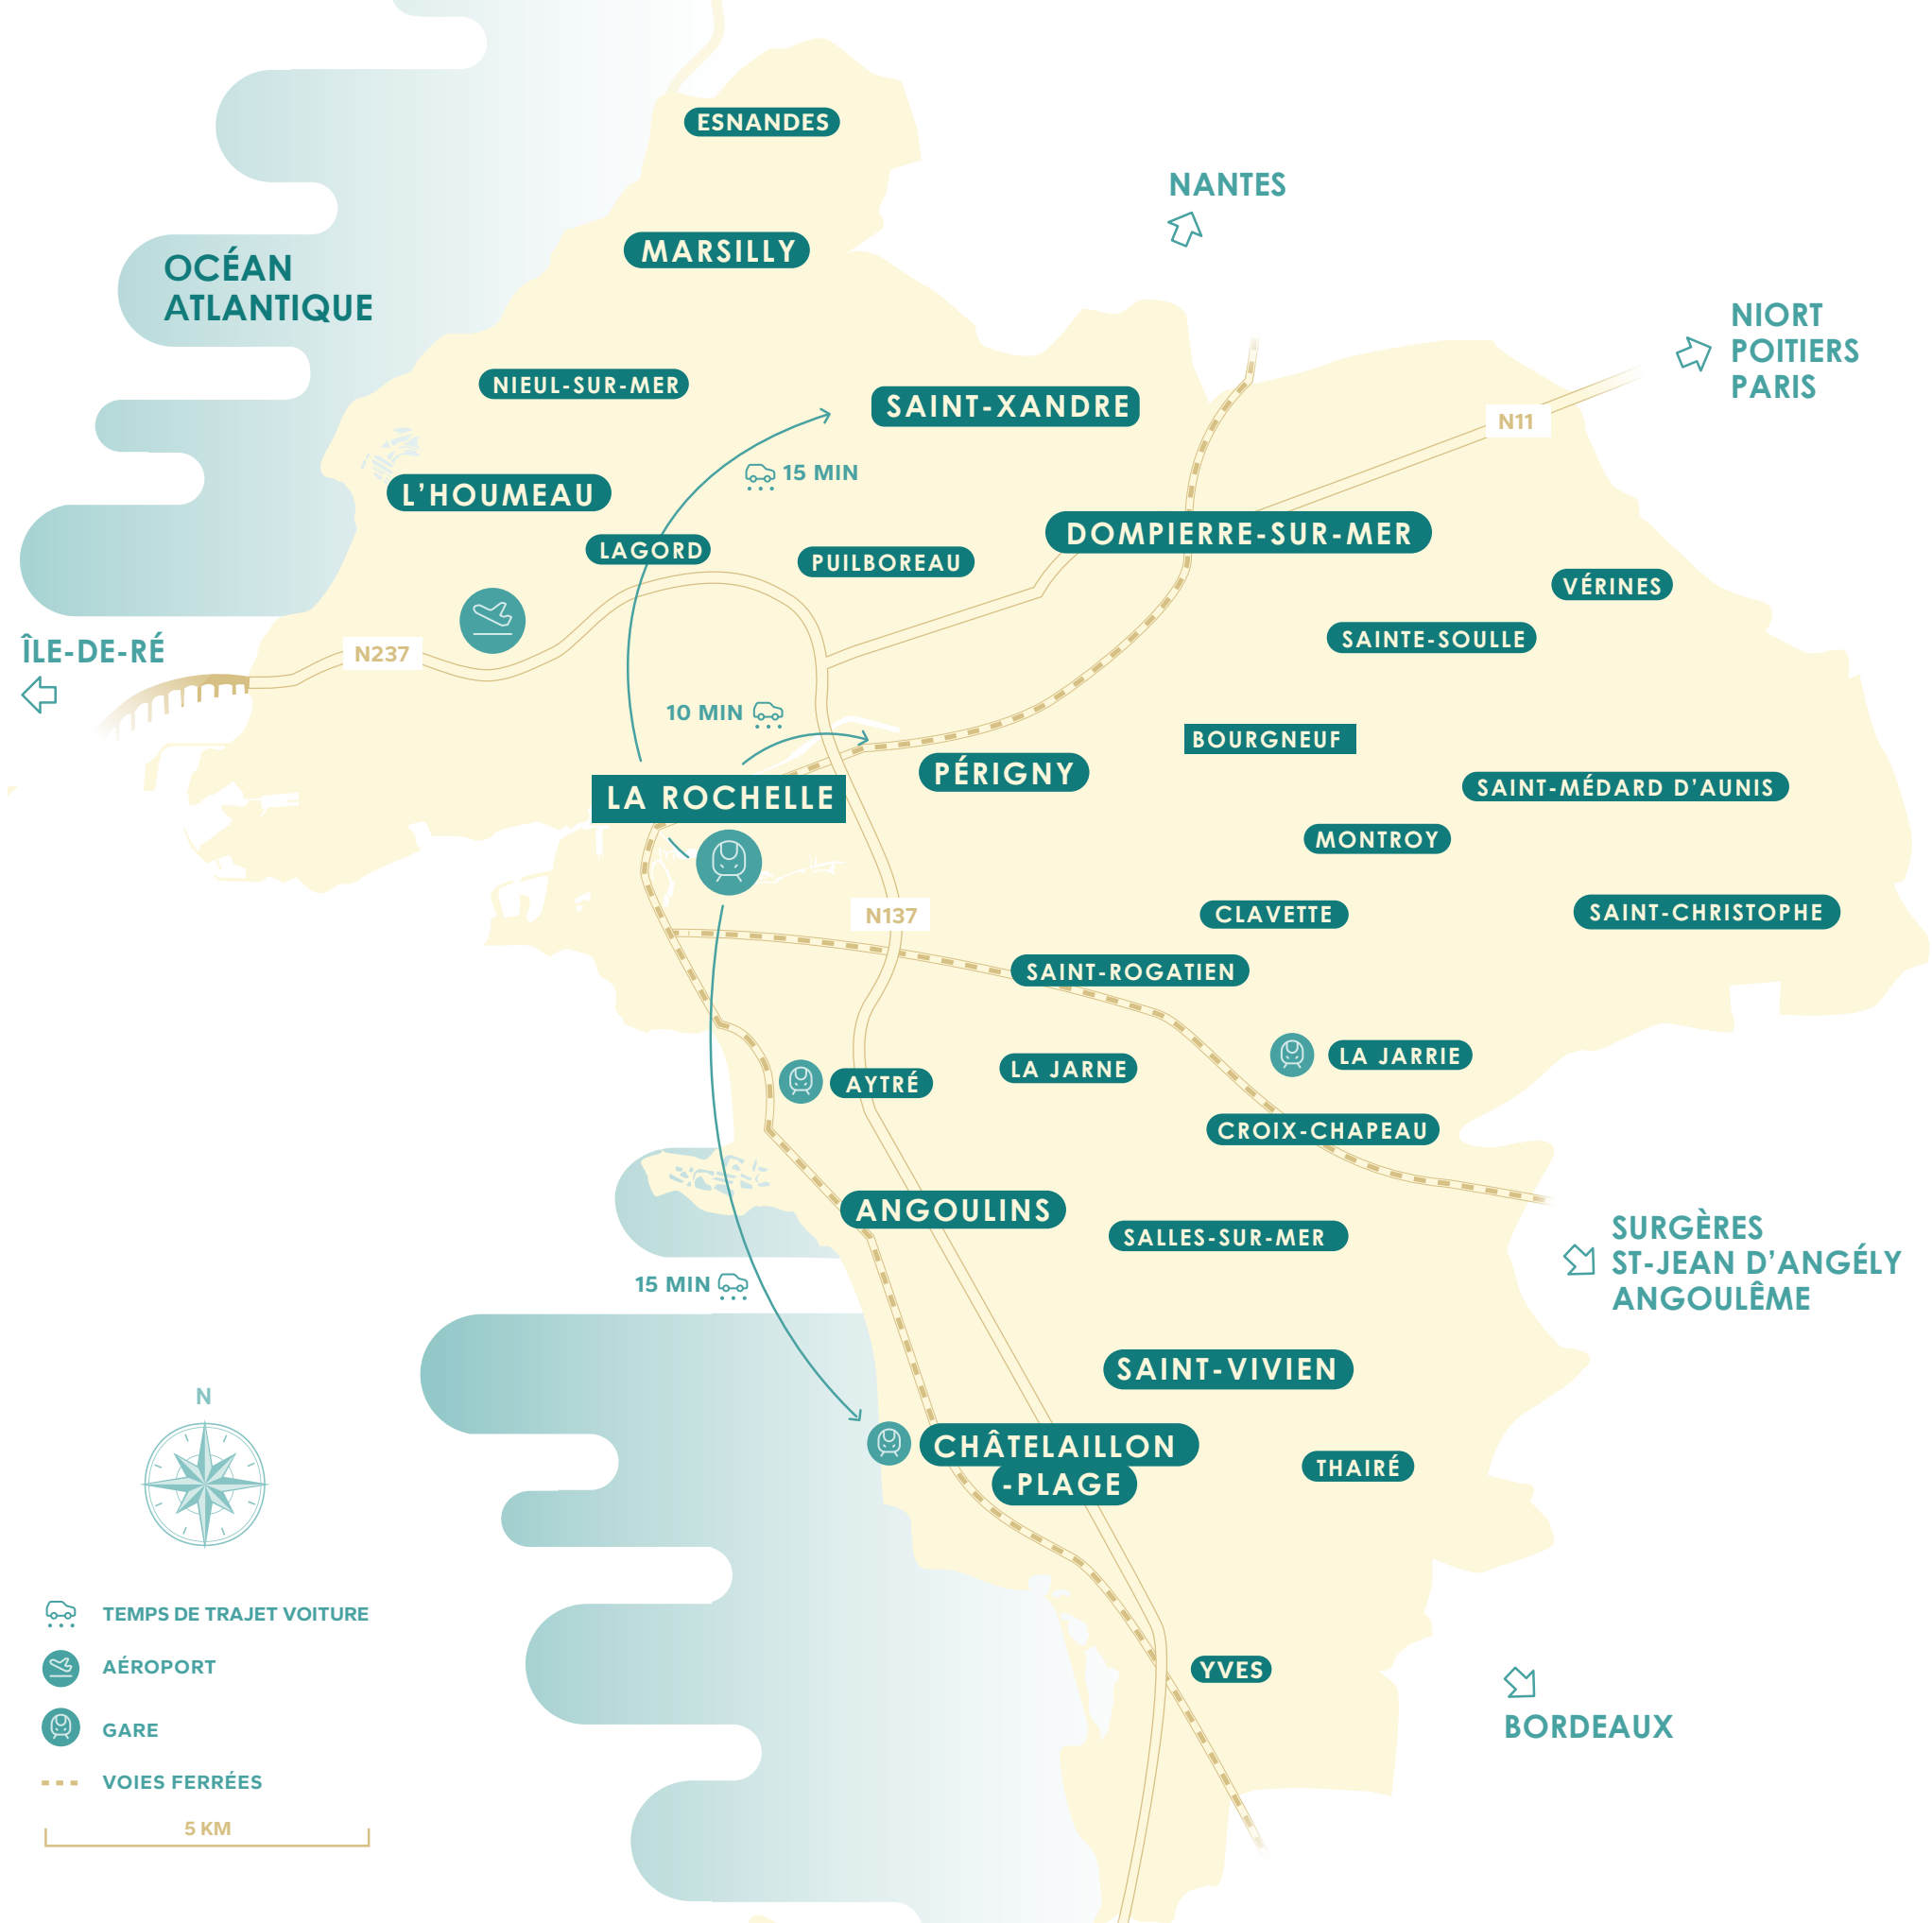 ESNANDES
NANTES
MARSILLY
OCÉAN
ATLANTIQUE
NIORT
POITIERS
PARIS
NIEUL-SUR-MER
SAINT-XANDRE
N11
15 MIN
L'HOUMEAU
DOMPIERRE-SUR-MER
LAGORD
PUILBOREAU
VÉRINES
SAINTE-SOULLE
ÎLE-DE-RÉ
N237
10 MIN
BOURGNEUF
PÉRIGNY
SAINT-MÉDARD D'AUNIS
LA ROCHELLE
MONTROY
N137
CLAVETTE
SAINT-CHRISTOPHE
SAINT-ROGATIEN
LA JARRIE
LA JARNE
AYTRÉ
CROIX-CHAPEAU
ANGOULINS
SALLES-SUR-MER
SURGÈRES
ST-JEAN D'ANGÉLY
ANGOULÊME
15 MIN
SAINT-VIVIEN
N
CHÂTELAILLON
-PLAGE
THAIRÉ
TEMPS DE TRAJET VOITURE
AÉROPORT
YVES
GARE
BORDEAUX
VOIES FERRÉES
5 KM